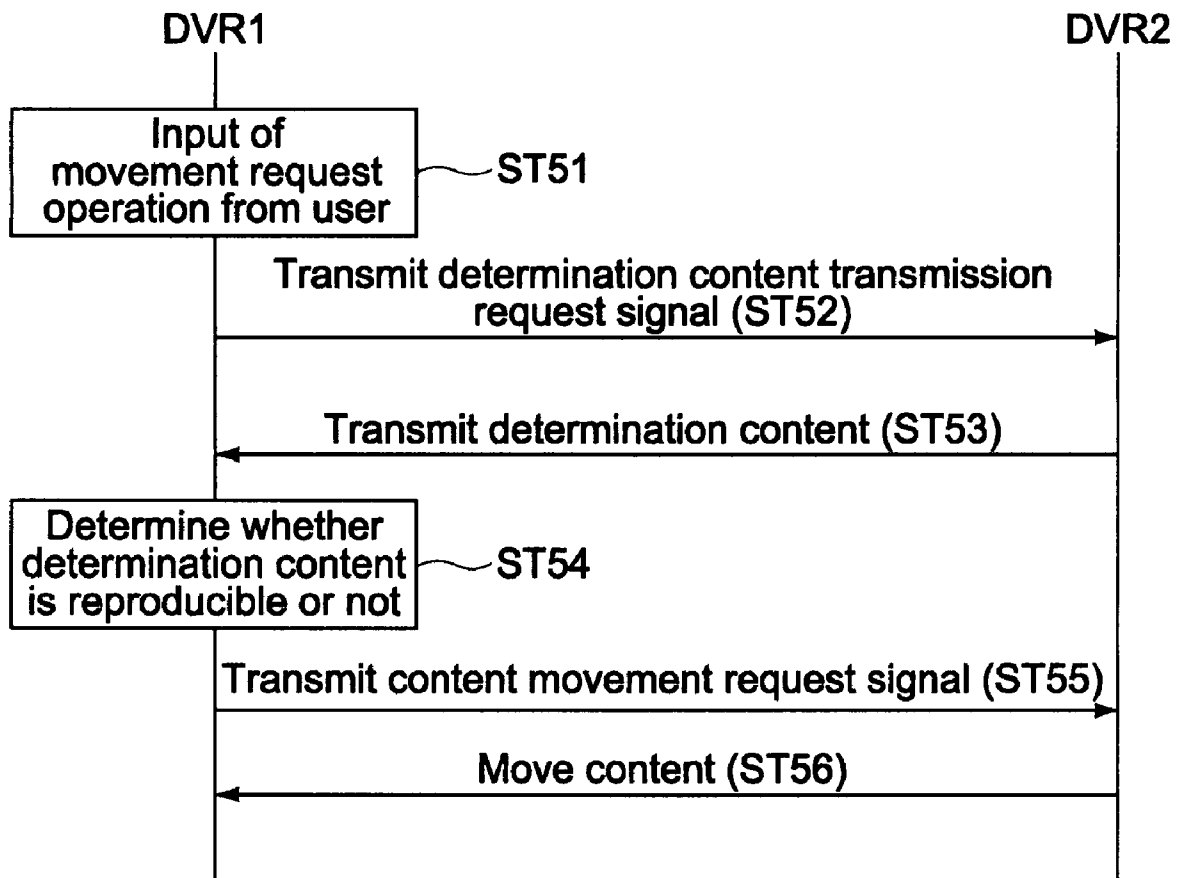 DVR1
DVR2
Input of
movement request
operation from user
ST51
Transmit determination content transmission
request signal (ST52)
Transmit determination content (ST53)
Determine whether
determination content
is reproducible or not
ST54
Transmit content movement request signal (ST55)
Move content (ST56)